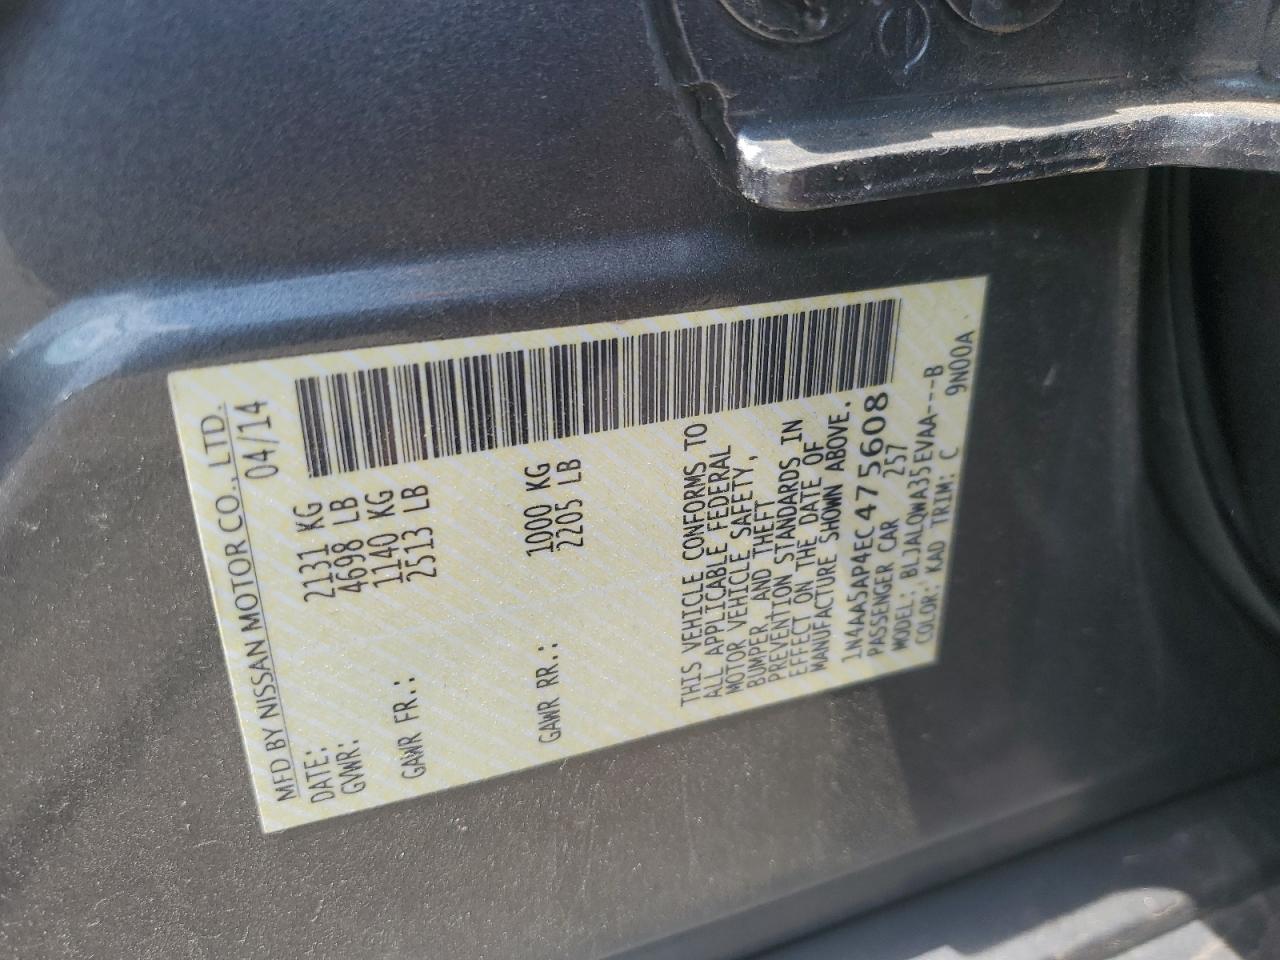 MFD BY NISSAN MOTOR CO., LTD.
DATE: 04/14
GVWR: 2131 KG
4698 LB
GAWR FR.: 1140 KG
2513 LB
GAWR RR.: 1000 KG
2205 LB
THIS VEHICLE CONFORMS TO
ALL APPLICABLE FEDERAL
MOTOR VEHICLE SAFETY,
BUMPER, AND THEFT
PREVENTION STANDARDS IN
EFFECT ON THE DATE OF
MANUFACTURE SHOWN ABOVE.
1N4AA5AP4EC475608
PASSENGER CAR 257
MODEL: BLJALQWA35EVAA---B
COLOR: KAD TRIM: C 9N00A